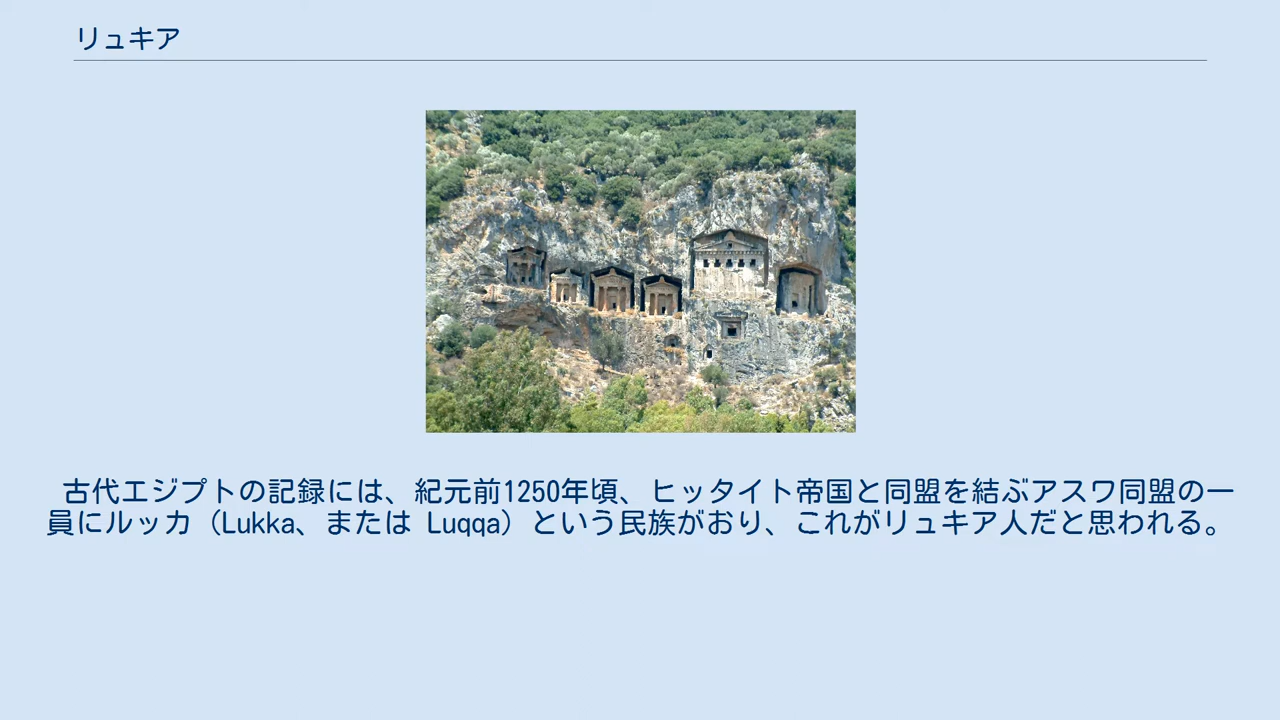 リュキア
古代エジプトの記録には、紀元前1250年頃、ヒッタイト帝国と同盟を結ぶアスワ同盟の一
員にルッカ（Lukka、または Luqqa）という民族がおり、これがリュキア人だと思われる。